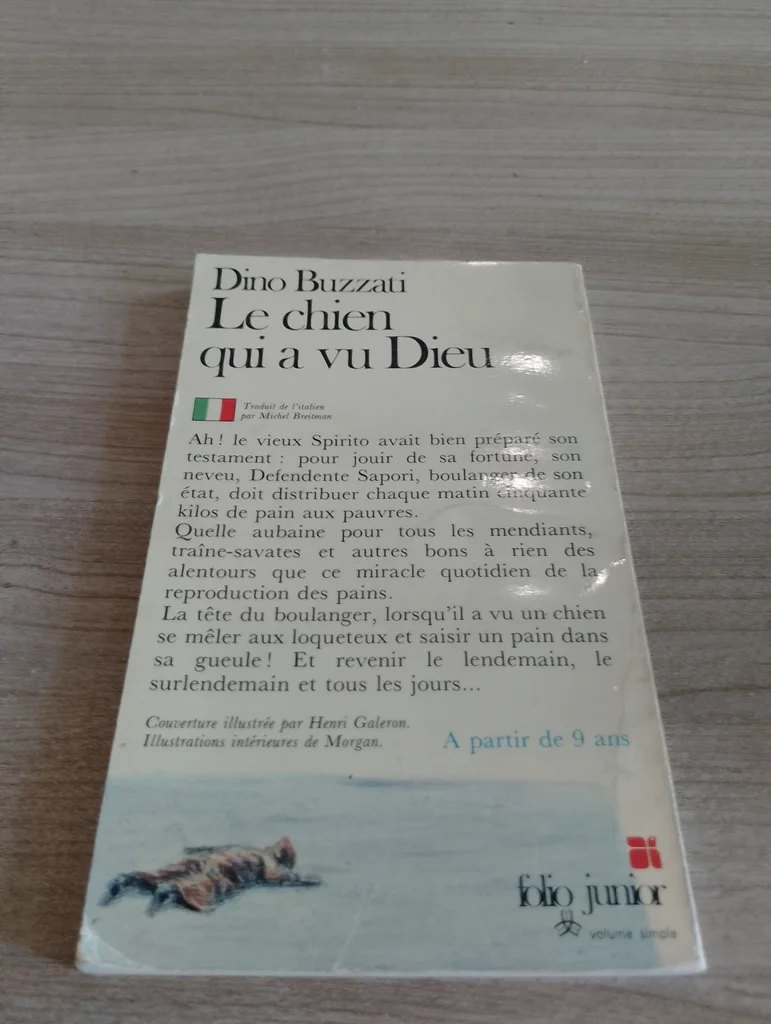 Dino Buzzati
Le chien
qui a vu Dieu
Traduit de l'italien
par Michel Breitman
Ah ! le vieux Spirito avait bien préparé son
testament : pour jouir de sa fortune, son
neveu, Defendente Sapori, boulanger de son
état, doit distribuer chaque matin cinquante
kilos de pain aux pauvres.
Quelle aubaine pour tous les mendiants,
traîne-savates et autres bons à rien des
alentours que ce miracle quotidien de la
reproduction des pains.
La tête du boulanger, lorsqu'il a vu un chien
se mêler aux loqueteux et saisir un pain dans
sa gueule ! Et revenir le lendemain, le
surlendemain et tous les jours...
Couverture illustrée par Henri Galeron.
Illustrations intérieures de Morgan.
A partir de 9 ans
folio junior
volume simple